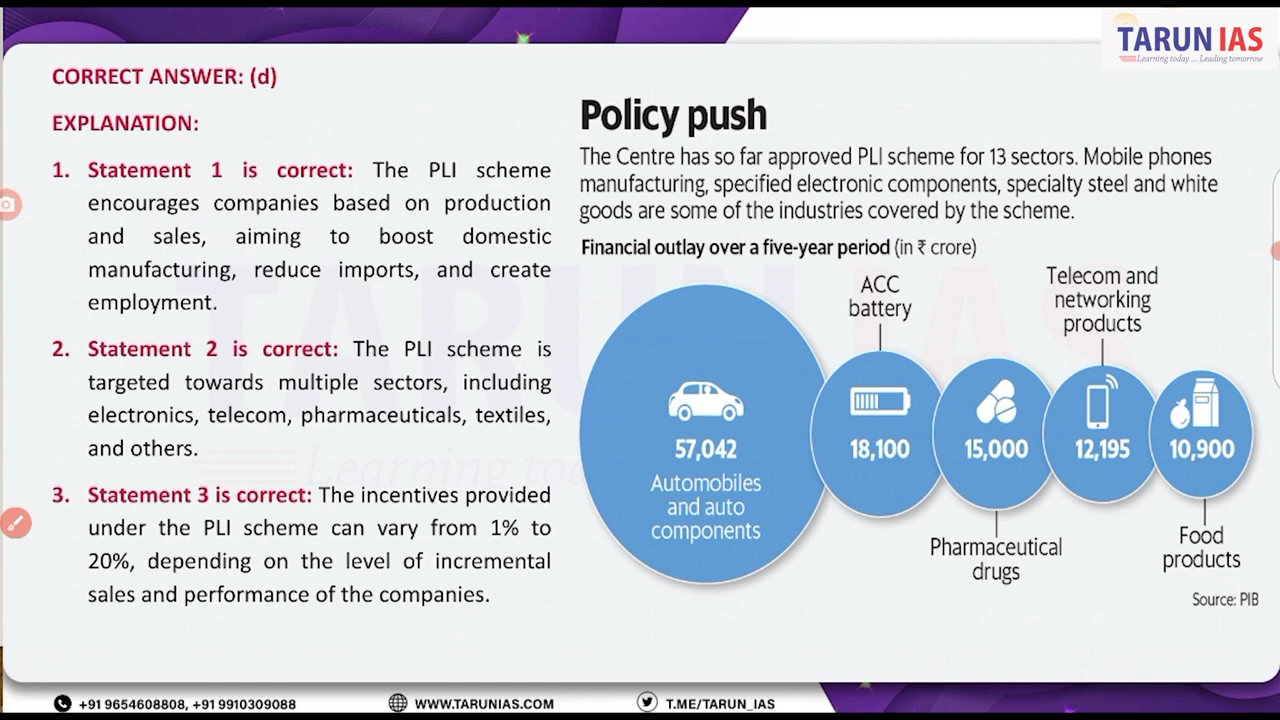 TARUN IAS
Learning today ... Leading tomorrow
CORRECT ANSWER: (d)
EXPLANATION:
1. Statement 1 is correct: The PLI scheme
encourages companies based on production
and sales, aiming to boost domestic
manufacturing, reduce imports, and create
employment.
2. Statement 2 is correct: The PLI scheme is
targeted towards multiple sectors, including
electronics, telecom, pharmaceuticals, textiles,
and others.
3. Statement 3 is correct: The incentives provided
under the PLI scheme can vary from 1% to
20%, depending on the level of incremental
sales and performance of the companies.
Policy push
The Centre has so far approved PLI scheme for 13 sectors. Mobile phones
manufacturing, specified electronic components, specialty steel and white
goods are some of the industries covered by the scheme.
Financial outlay over a five-year period (in ₹ crore)
57,042
Automobiles
and auto
components
ACC
battery
18,100
15,000
Pharmaceutical
drugs
Telecom and
networking
products
12,195
10,900
Food
products
Source: PIB
+91 9654608808, +91 9910309088
WWW.TARUNIAS.COM
T.ME/TARUN_IAS